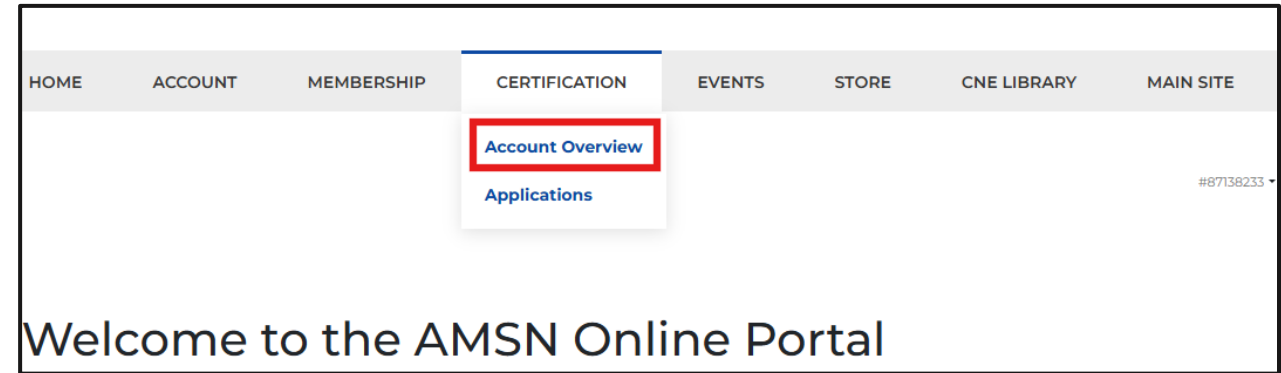 HOME ACCOUNT MEMBERSHIP CERTIFICATION EVENTS STORE CNE LIBRARY MAIN SITE
Account Overview
#87138233
Applications
Welcome to the AMSN Online Portal